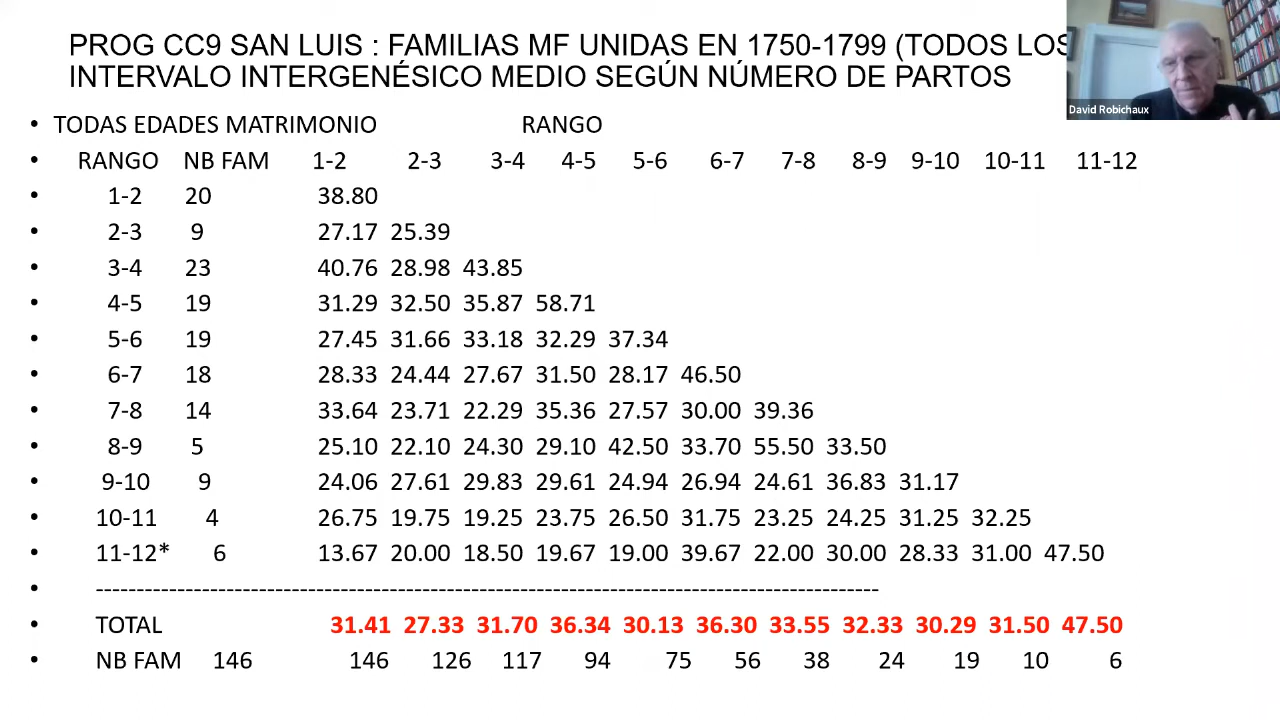 PROG CC9 SAN LUIS : FAMILIAS MF UNIDAS EN 1750-1799 (TODOS LOS
INTERVALO INTERGENÉSICO MEDIO SEGÚN NÚMERO DE PARTOS
David Robichaux
• TODAS EDADES MATRIMONIO RANGO
• RANGO NB FAM 1-2 2-3 3-4 4-5 5-6 6-7 7-8 8-9 9-10 10-11 11-12
• 1-2 20 38.80
• 2-3 9 27.17 25.39
• 3-4 23 40.76 28.98 43.85
• 4-5 19 31.29 32.50 35.87 58.71
• 5-6 19 27.45 31.66 33.18 32.29 37.34
• 6-7 18 28.33 24.44 27.67 31.50 28.17 46.50
• 7-8 14 33.64 23.71 22.29 35.36 27.57 30.00 39.36
• 8-9 5 25.10 22.10 24.30 29.10 42.50 33.70 55.50 33.50
• 9-10 9 24.06 27.61 29.83 29.61 24.94 26.94 24.61 36.83 31.17
• 10-11 4 26.75 19.75 19.25 23.75 26.50 31.75 23.25 24.25 31.25 32.25
• 11-12* 6 13.67 20.00 18.50 19.67 19.00 39.67 22.00 30.00 28.33 31.00 47.50
• -----------------------------------------------------------------------------------------------
• TOTAL 31.41 27.33 31.70 36.34 30.13 36.30 33.55 32.33 30.29 31.50 47.50
• NB FAM 146 146 126 117 94 75 56 38 24 19 10 6